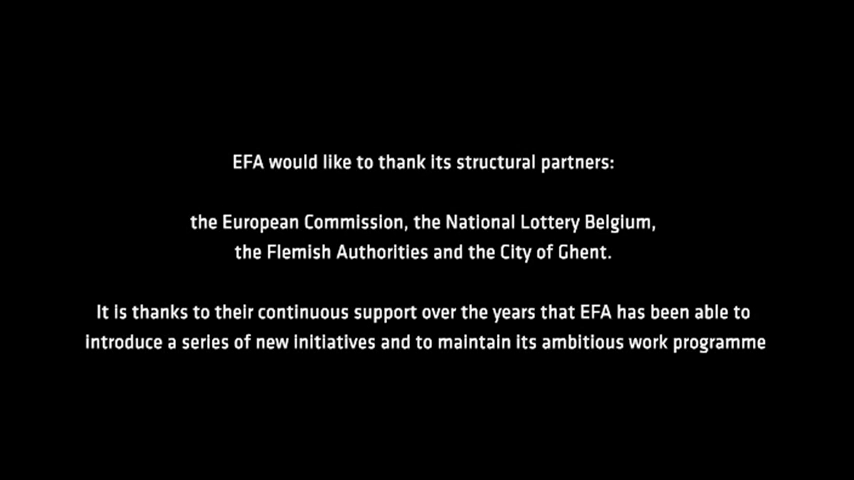 EFA would like to thank its structural partners:
the European Commission, the National Lottery Belgium,
the Flemish Authorities and the City of Ghent.
It is thanks to their continuous support over the years that EFA has been able to
introduce a series of new initiatives and to maintain its ambitious work programme